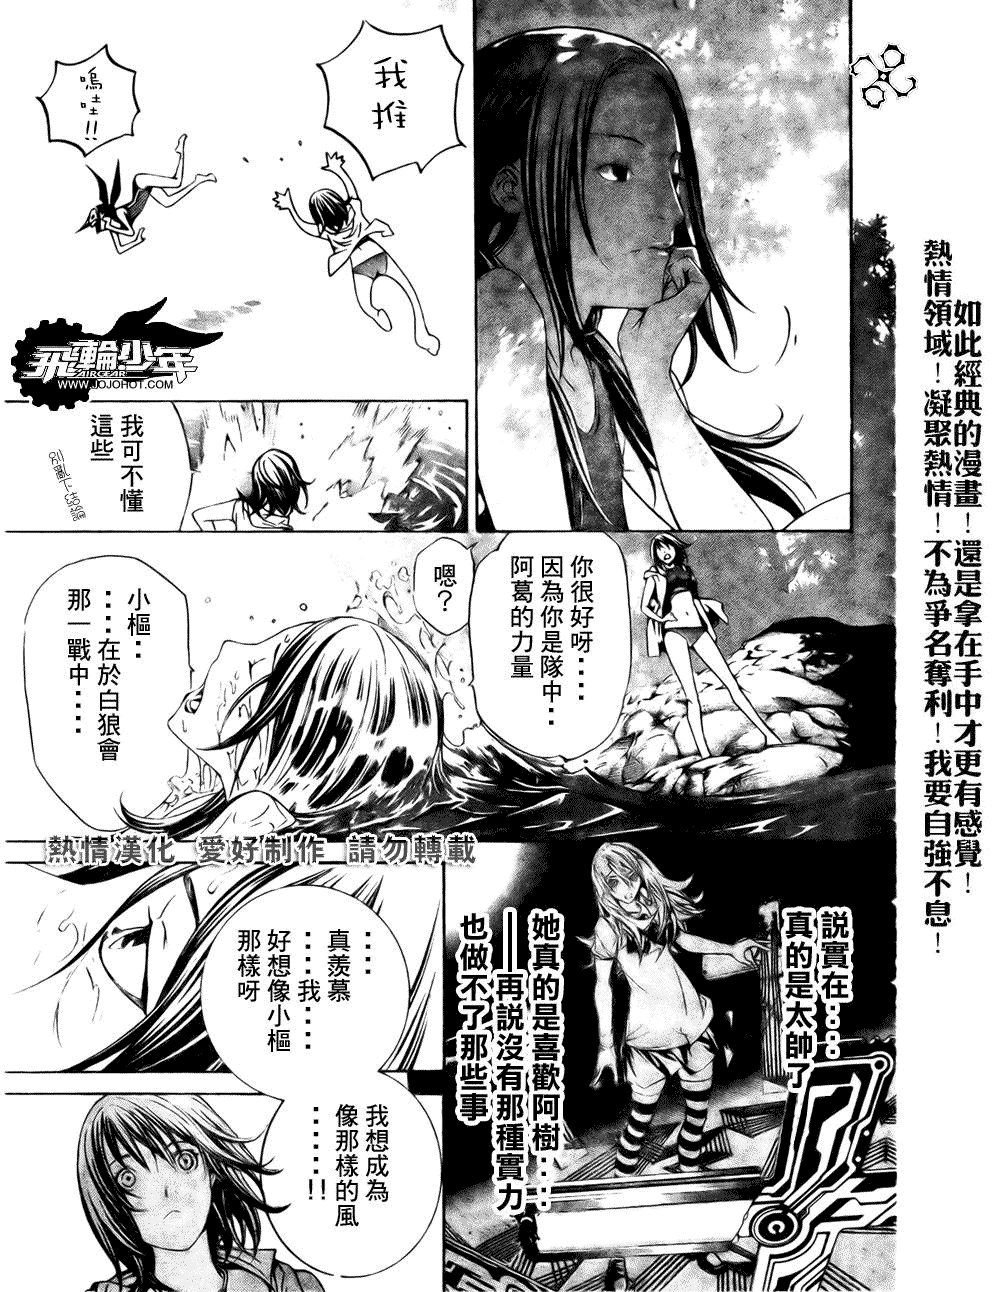 我推
嗚哇!!
飛輪少年
AIRGEAR
WWW.JOJOHOT.COM
我可不懂
這些
別亂下結論
你很好呀‥‥
因為你是隊中‥
阿葛的力量
嗯？
小樞‥
‥‥在於白狼會
那一戰中‥‥
熱情漢化 愛好制作 請勿轉載
說實在‥‥
真的是太帥了
她真的是喜歡阿樹‥‥
——再說沒有那種實力
也做不了那些事
‥‥
真羨慕
‥‥我‥‥
好想像小樞
那樣呀
我想成為
像那樣的風
‥‥‥!!
如此經典的漫畫！還是拿在手中才更有感覺！
熱情領域！凝聚熱情！不為爭名奪利！我要自強不息！